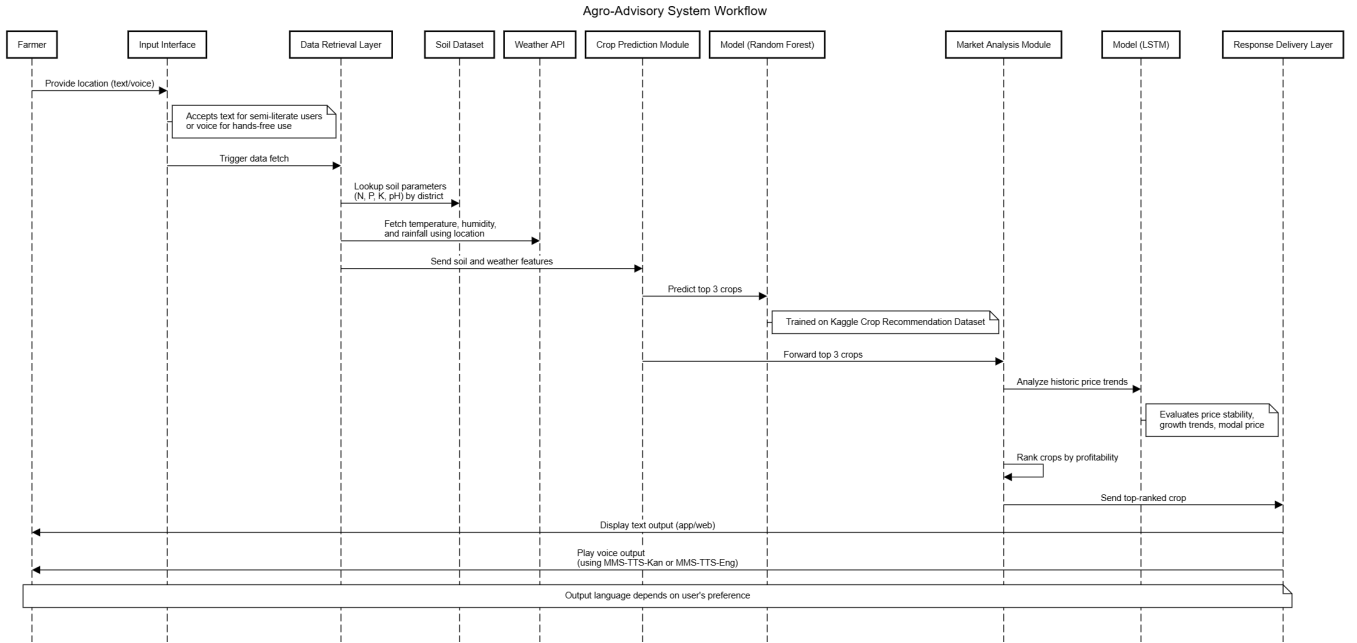 Agro-Advisory System Workflow
Farmer
Input Interface
Data Retrieval Layer
Soil Dataset
Weather API
Crop Prediction Module
Model (Random Forest)
Market Analysis Module
Model (LSTM)
Response Delivery Layer
Provide location (text/voice)
Accepts text for semi-literate users
or voice for hands-free use
Trigger data fetch
Lookup soil parameters
(N, P, K, pH) by district
Fetch temperature, humidity,
and rainfall using location
Send soil and weather features
Predict top 3 crops
Trained on Kaggle Crop Recommendation Dataset
Forward top 3 crops
Analyze historic price trends
Evaluates price stability,
growth trends, modal price
Rank crops by profitability
Send top-ranked crop
Display text output (app/web)
Play voice output
(using MMS-TTS-Kan or MMS-TTS-Eng)
Output language depends on user's preference